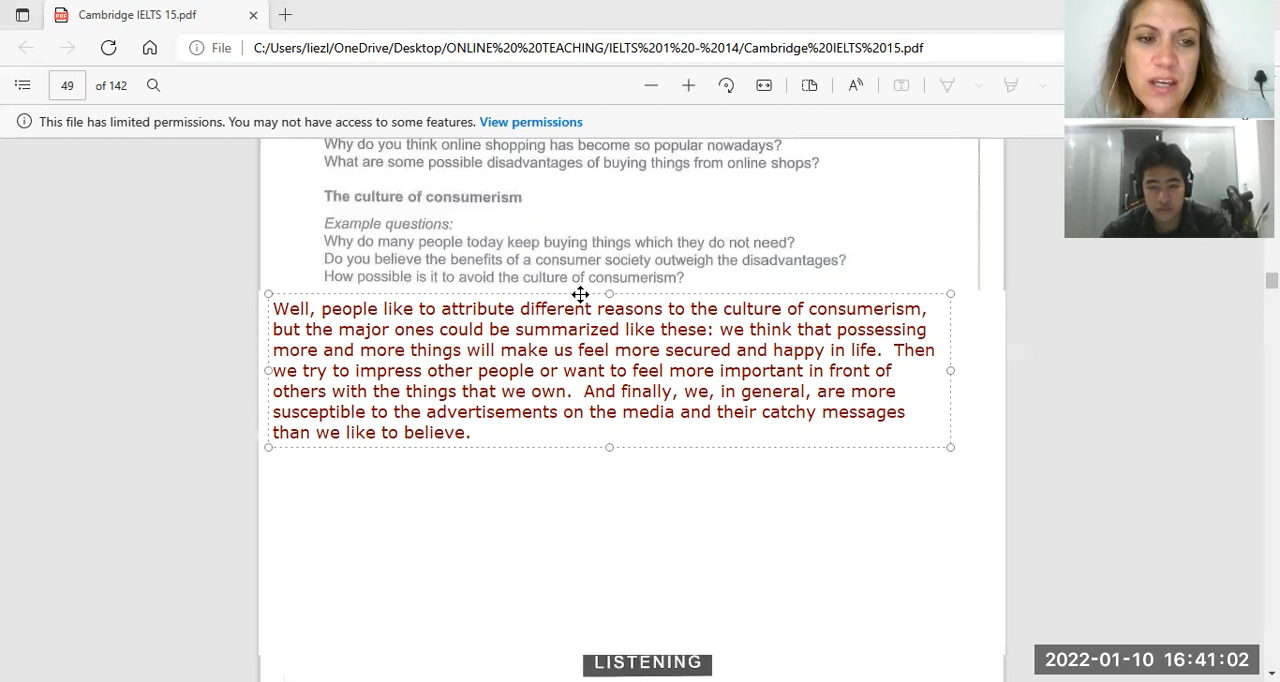 Cambridge IELTS 15.pdf
File C:/Users/liezl/OneDrive/Desktop/ONLINE%20%20TEACHING/IELTS%201%20-%2014/Cambridge%20IELTS%2015.pdf
49 of 142
This file has limited permissions. You may not have access to some features. View permissions
Why do you think online shopping has become so popular nowadays?
What are some possible disadvantages of buying things from online shops?
The culture of consumerism
Example questions:
Why do many people today keep buying things which they do not need?
Do you believe the benefits of a consumer society outweigh the disadvantages?
How possible is it to avoid the culture of consumerism?
Well, people like to attribute different reasons to the culture of consumerism,
but the major ones could be summarized like these: we think that possessing
more and more things will make us feel more secured and happy in life.  Then
we try to impress other people or want to feel more important in front of
others with the things that we own.  And finally, we, in general, are more
susceptible to the advertisements on the media and their catchy messages
than we like to believe.
LISTENING
2022-01-10 16:41:02